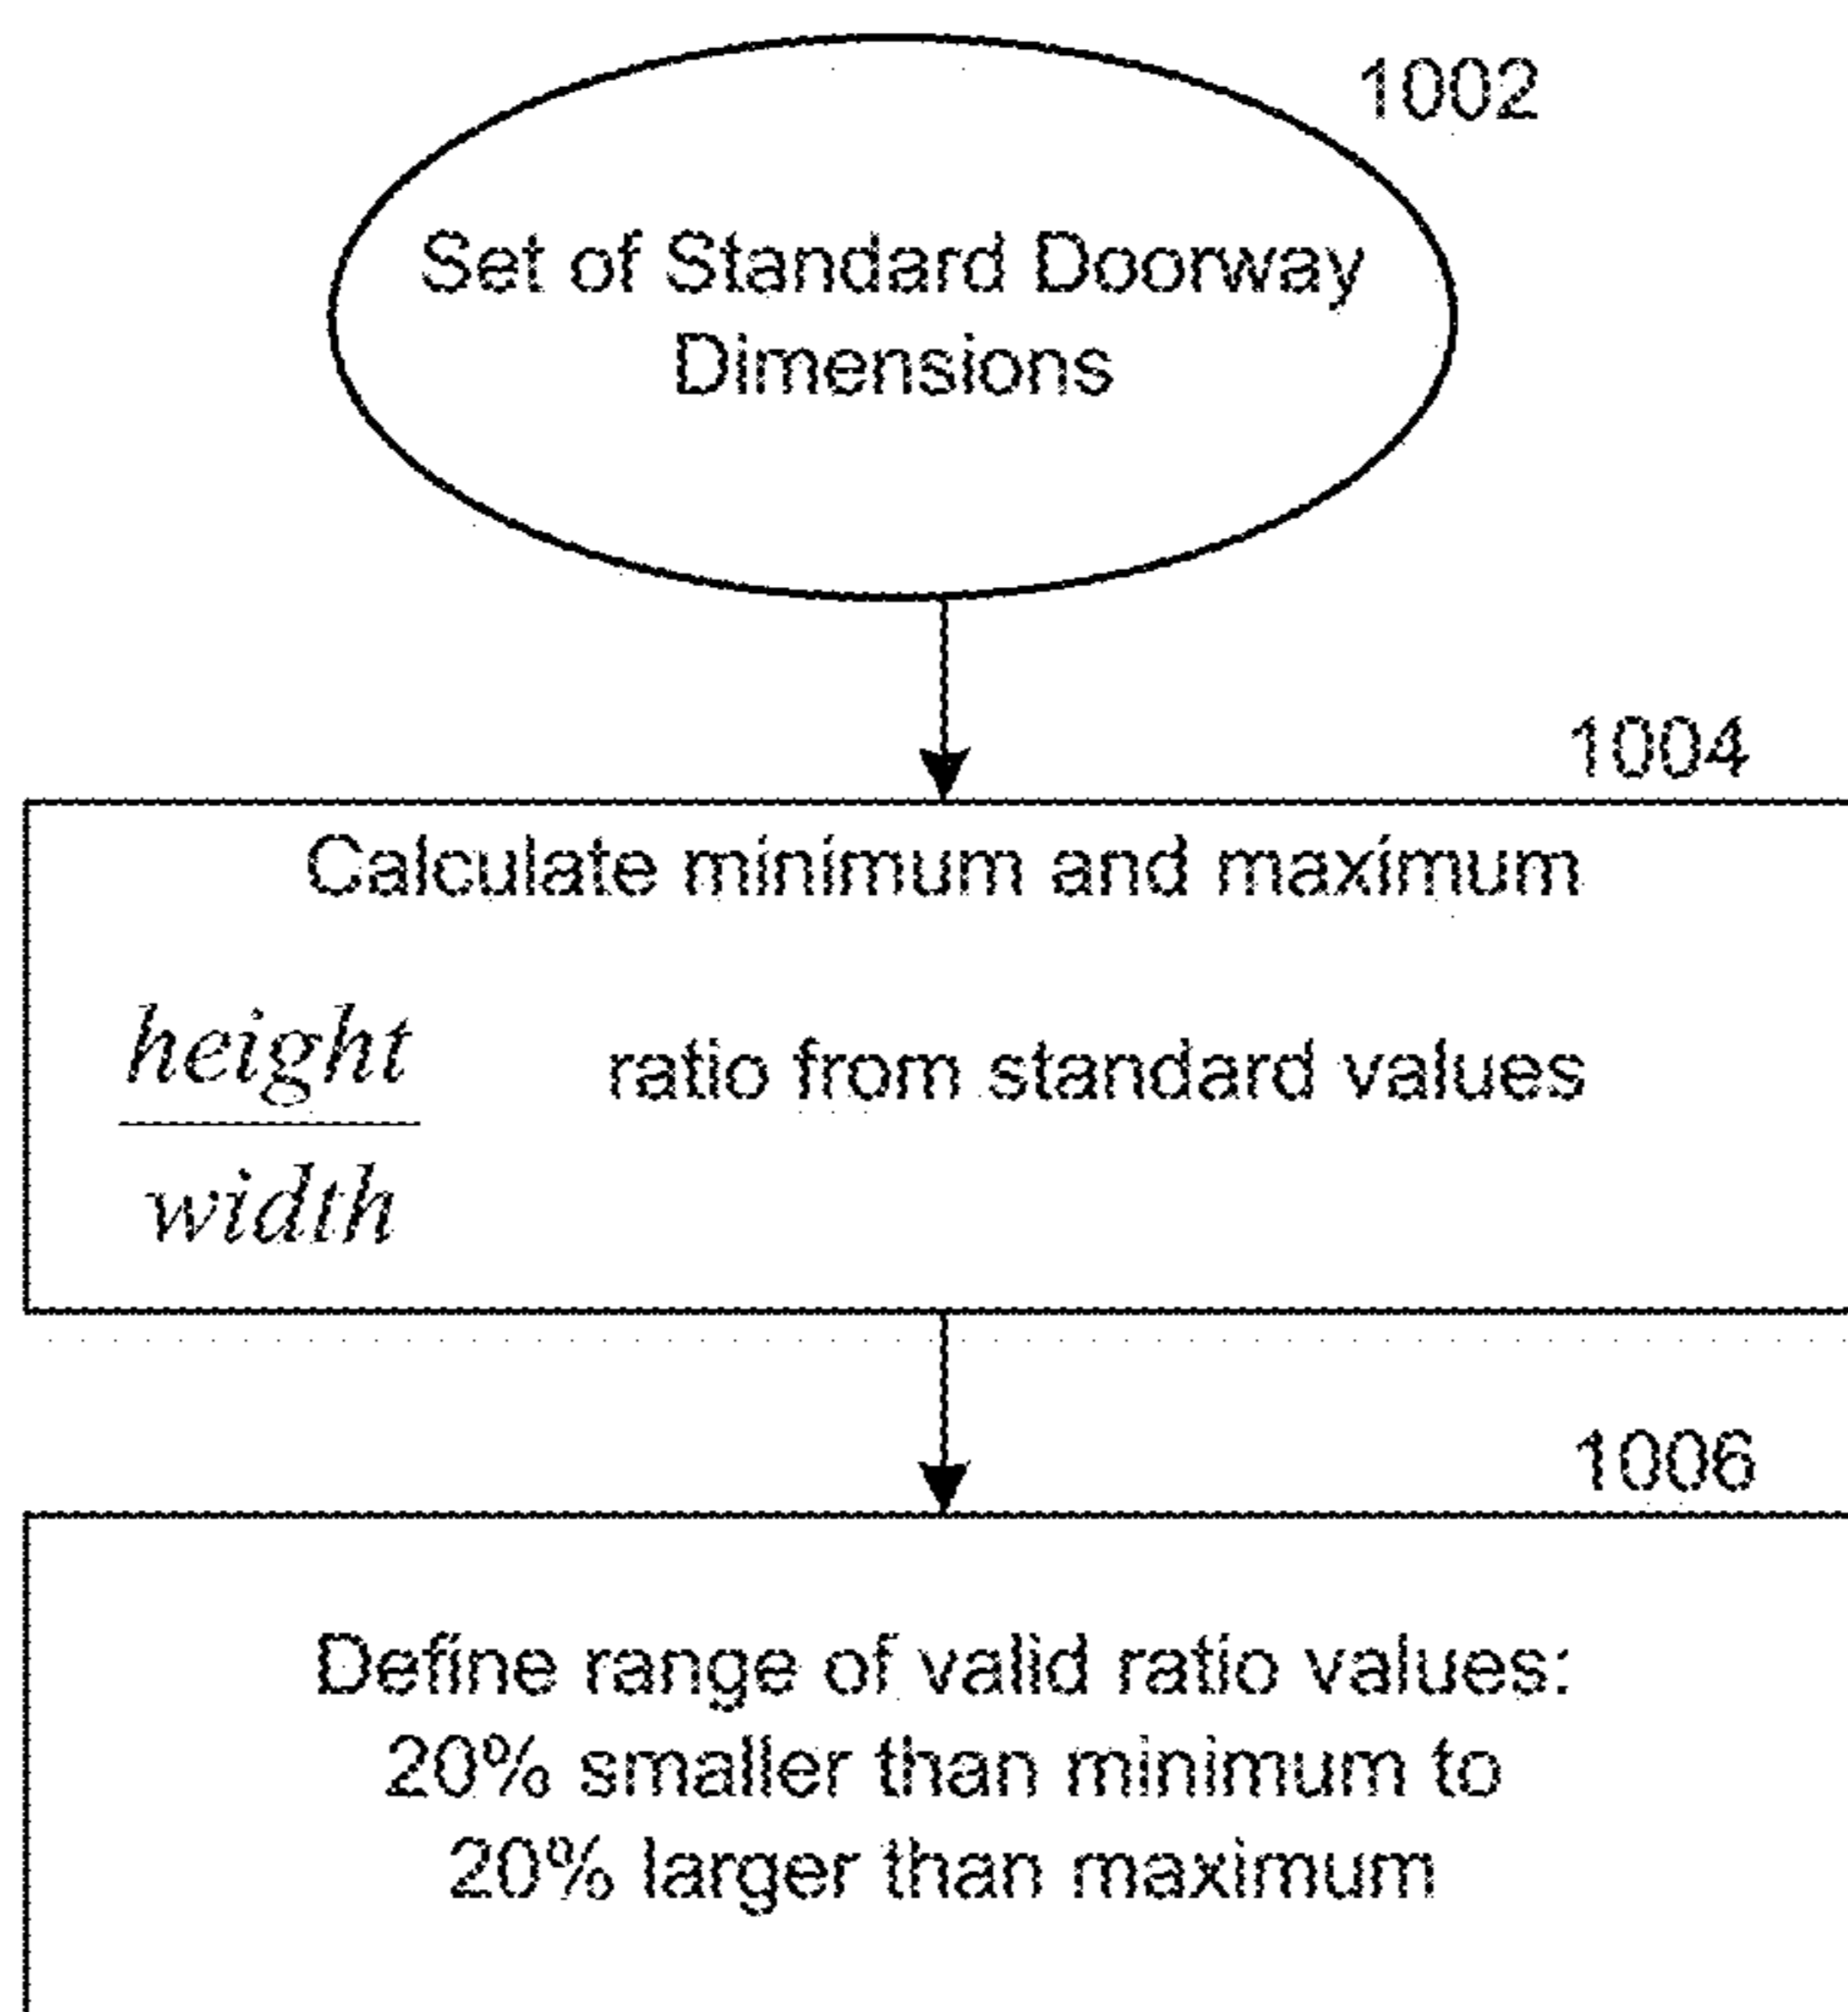 1002
Set of Standard Doorway
Dimensions
1004
Calculate minimum and maximum
height
ratio from standard values
width
1006
Define range of valid ratio values:
20% smaller than minimum to
20% larger than maximum